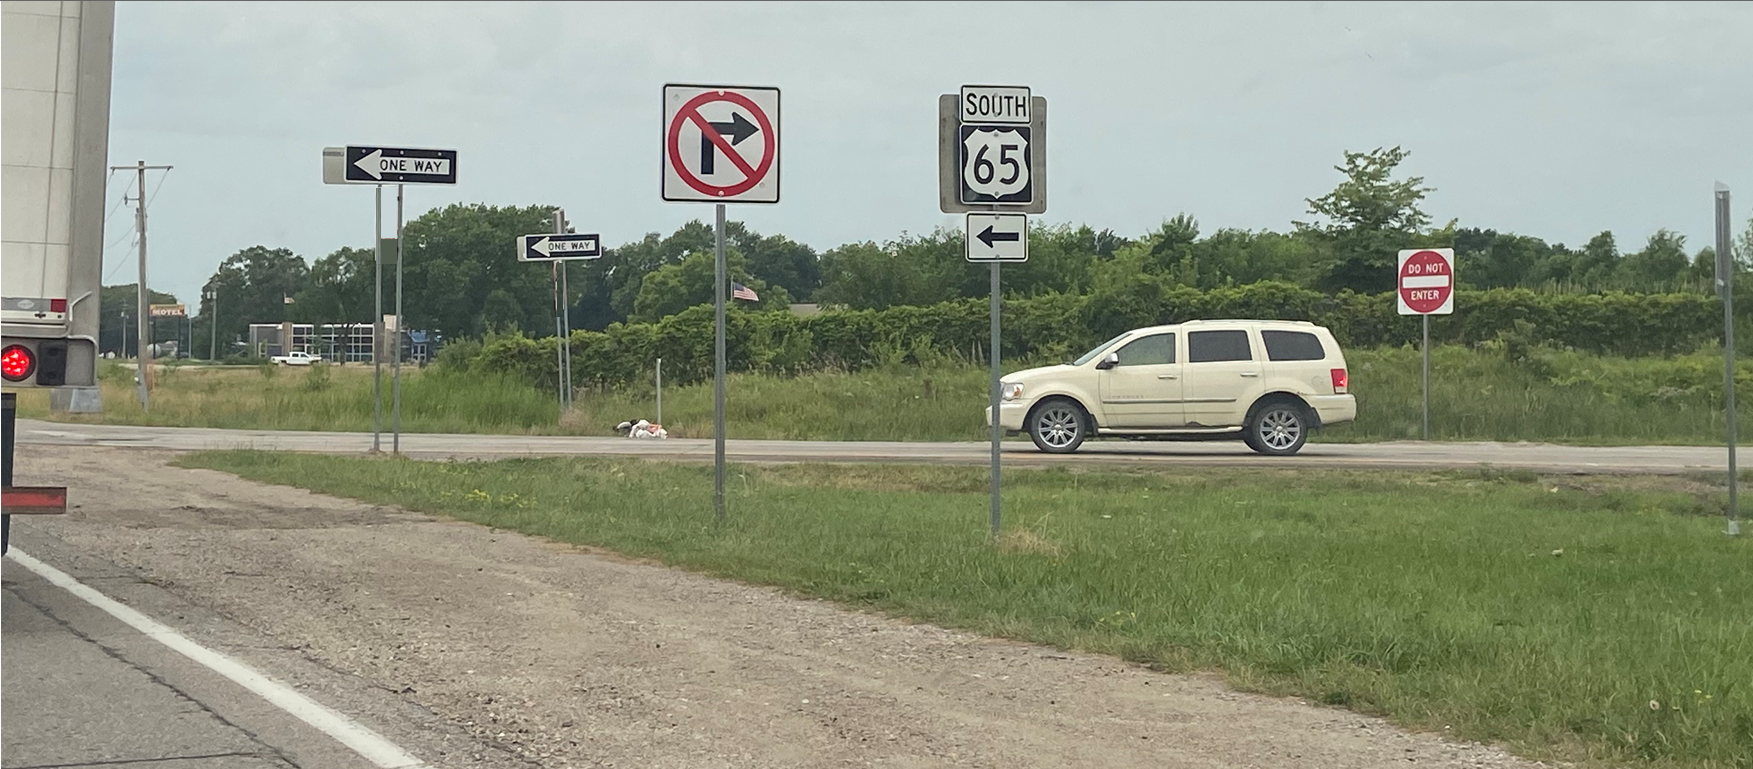 ONE WAY
ONE WAY
SOUTH
65
DO NOT
ENTER
MOTEL